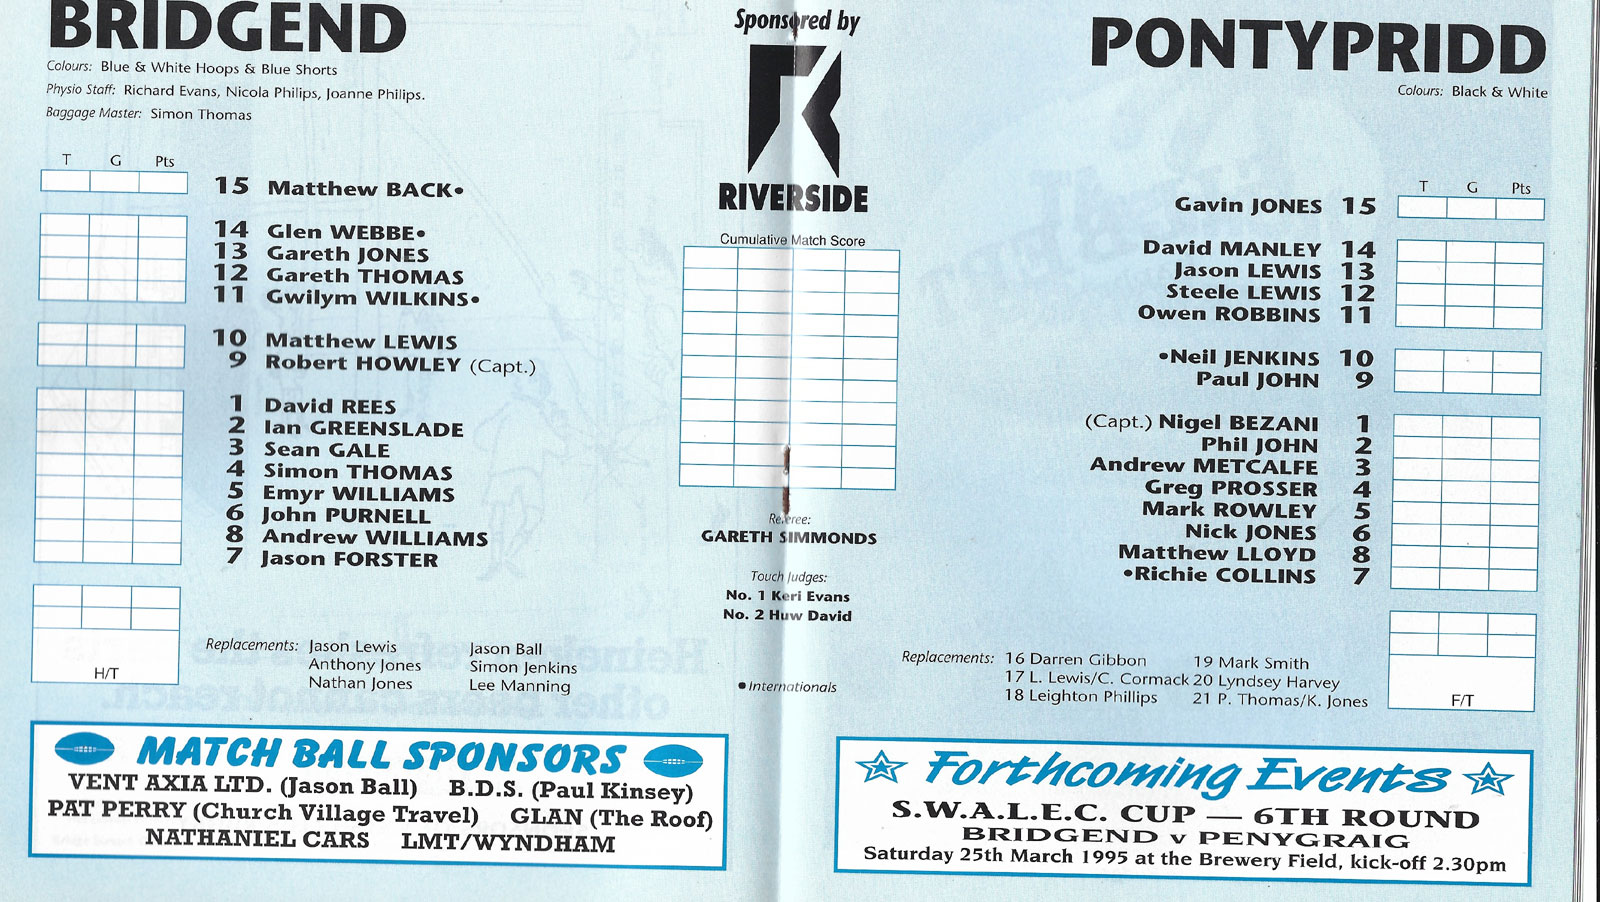 BRIDGEND
Colours: Blue & White Hoops & Blue Shorts
Physio Staff: Richard Evans, Nicola Philips, Joanne Philips.
Baggage Master: Simon Thomas
T G Pts
15 Matthew BACK•
14 Glen WEBBE•
13 Gareth JONES
12 Gareth THOMAS
11 Gwilym WILKINS•
10 Matthew LEWIS
9 Robert HOWLEY (Capt.)
1 David REES
2 Ian GREENSLADE
3 Sean GALE
4 Simon THOMAS
5 Emyr WILLIAMS
6 John PURNELL
8 Andrew WILLIAMS
7 Jason FORSTER
H/T
Replacements: Jason Lewis Jason Ball
Anthony Jones Simon Jenkins
Nathan Jones Lee Manning
MATCH BALL SPONSORS
VENT AXIA LTD. (Jason Ball) B.D.S. (Paul Kinsey)
PAT PERRY (Church Village Travel) GLAN (The Roof)
NATHANIEL CARS LMT/WYNDHAM
Sponsored by
RIVERSIDE
Cumulative Match Score
Referee:
GARETH SIMMONDS
Touch Judges:
No. 1 Keri Evans
No. 2 Huw David
• Internationals
PONTYPRIDD
Colours: Black & White
T G Pts
Gavin JONES 15
David MANLEY 14
Jason LEWIS 13
Steele LEWIS 12
Owen ROBBINS 11
•Neil JENKINS 10
Paul JOHN 9
(Capt.) Nigel BEZANI 1
Phil JOHN 2
Andrew METCALFE 3
Greg PROSSER 4
Mark ROWLEY 5
Nick JONES 6
Matthew LLOYD 8
•Richie COLLINS 7
Replacements: 16 Darren Gibbon 19 Mark Smith
17 L. Lewis/C. Cormack 20 Lyndsey Harvey
18 Leighton Phillips 21 P. Thomas/K. Jones
F/T
Forthcoming Events
S.W.A.L.E.C. CUP — 6TH ROUND
BRIDGEND v PENYGRAIG
Saturday 25th March 1995 at the Brewery Field, kick-off 2.30pm